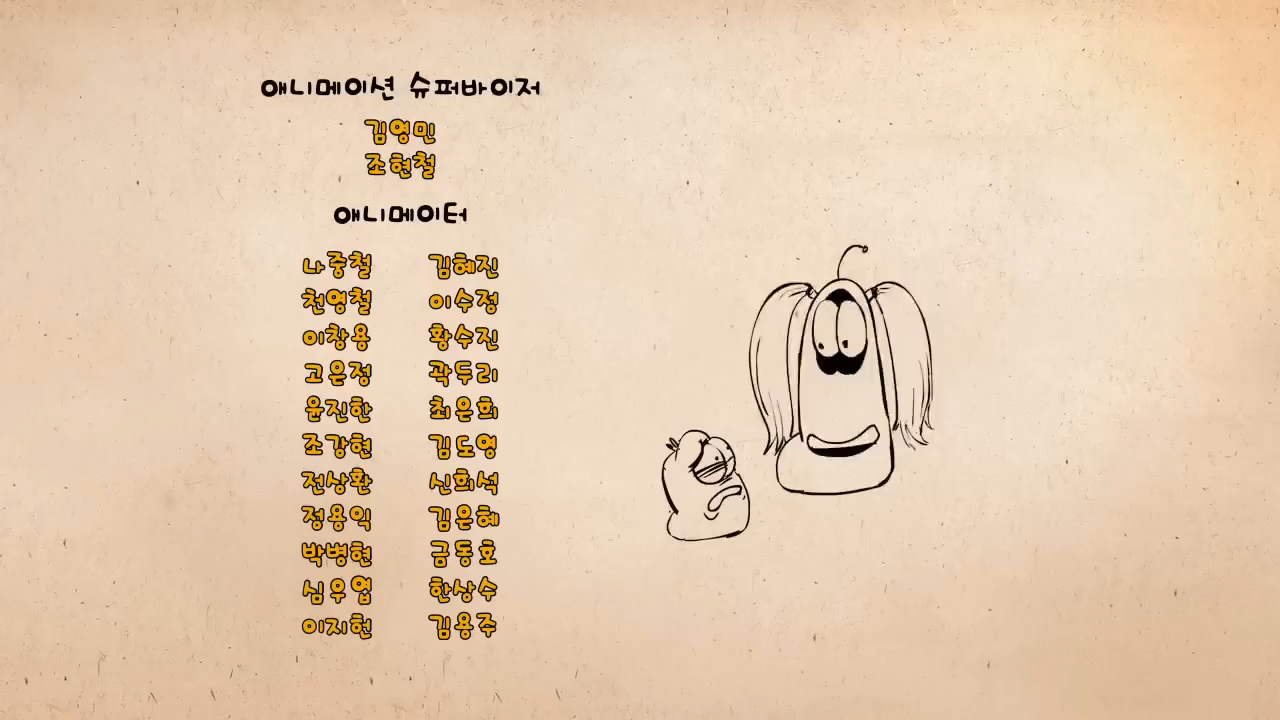 애니메이션 슈퍼바이저
김영민
조현철
애니메이터
나중철 김혜진
천영철 이수정
이창용 황수진
고은정 곽두리
윤진한 최은희
조강현 김도영
전상환 신희석
정용익 김은혜
박병현 금동호
심우엽 한상수
이지헌 김용주